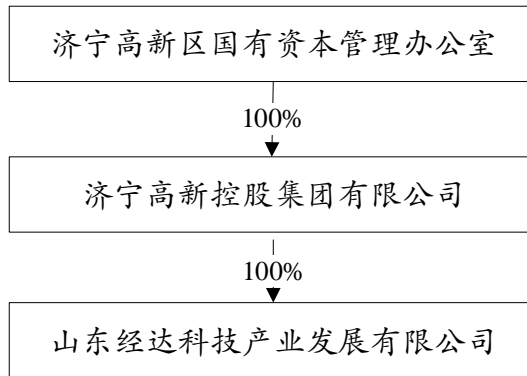 济宁高新区国有资本管理办公室
100%
济宁高新控股集团有限公司
100%
山东经达科技产业发展有限公司